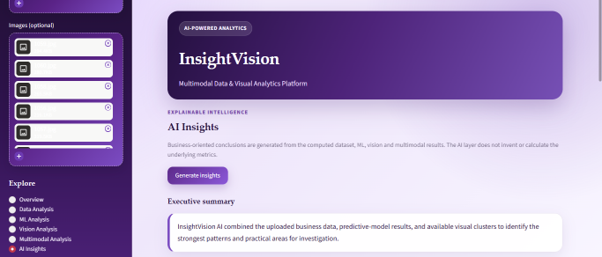 Images (optional)
Explore
Overview
Data Analysis
ML Analysis
Vision Analysis
Multimodal Analysis
AI Insights
AI-POWERED ANALYTICS
InsightVision
Multimodal Data & Visual Analytics Platform
EXPLAINABLE INTELLIGENCE
AI Insights
Business-oriented conclusions are generated from the computed dataset, ML, vision and multimodal results. The AI layer does not invent or calculate the
underlying metrics.
Generate insights
Executive summary
InsightVision AI combined the uploaded business data, predictive-model results, and available visual clusters to identify the
strongest patterns and practical areas for investigation.